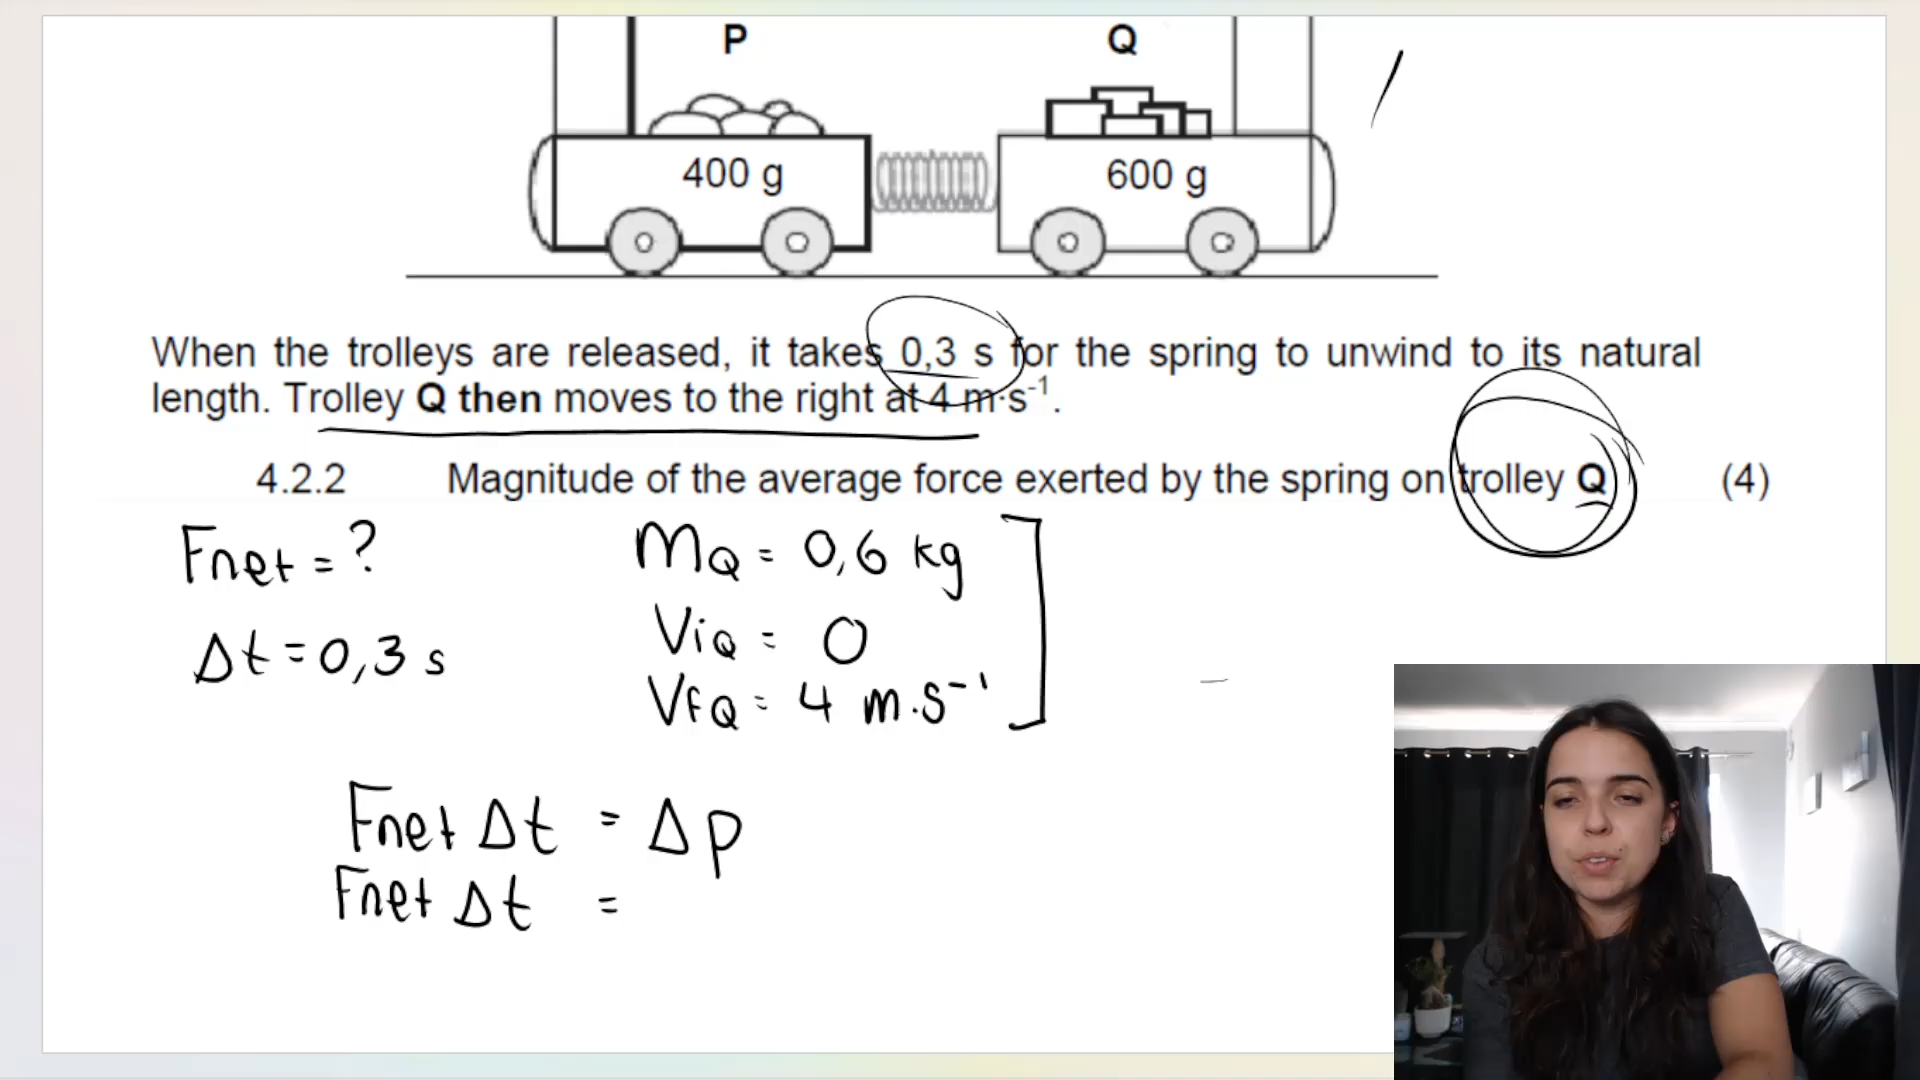 P Q
400 g 600 g
When the trolleys are released, it takes 0,3 s for the spring to unwind to its natural
length. Trolley Q then moves to the right at 4 m·s⁻¹.
4.2.2 Magnitude of the average force exerted by the spring on trolley Q (4)
Fnet = ? mQ = 0,6 kg
Δt = 0,3 s ViQ = 0
VfQ = 4 m.s⁻¹
Fnet Δt = Δp
Fnet Δt =